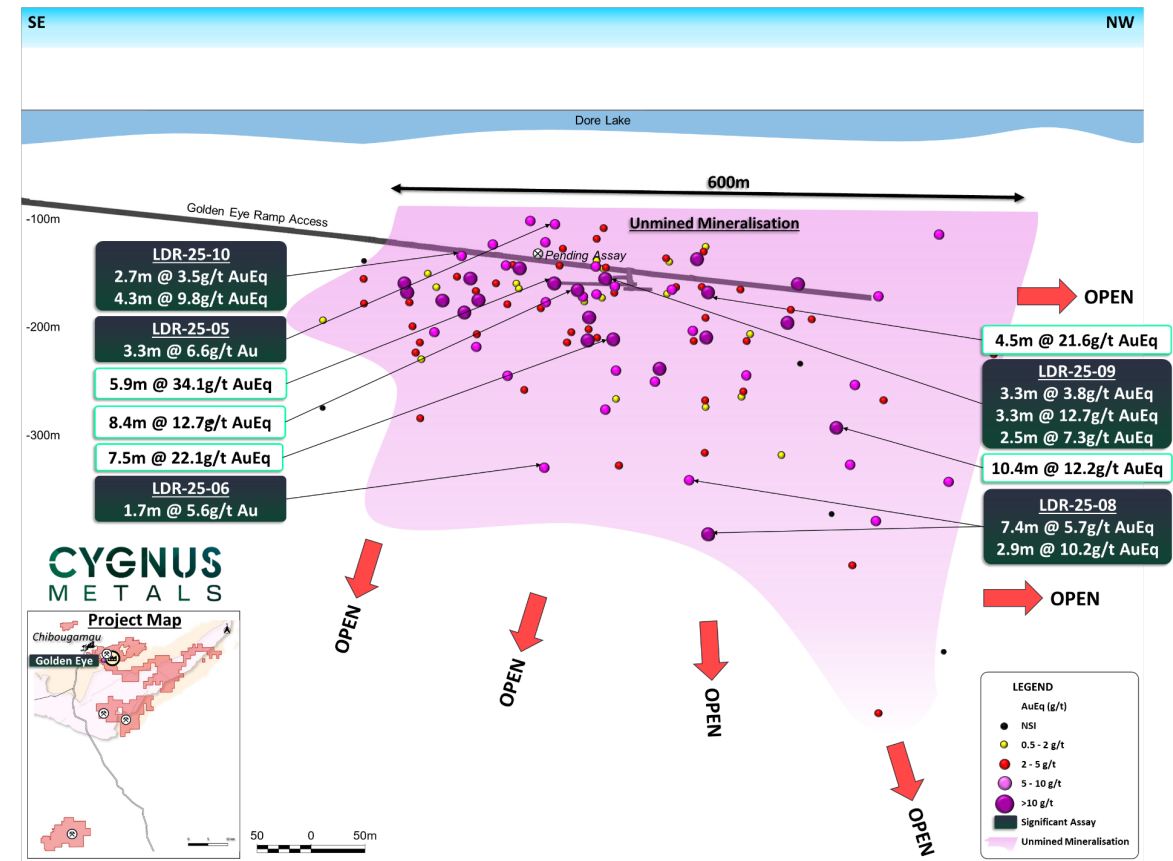 SE
NW
Dore Lake
600m
Golden Eye Ramp Access
Unmined Mineralisation
-100m
-200m
-300m
Pending Assay
LDR-25-10
2.7m @ 3.5g/t AuEq
4.3m @ 9.8g/t AuEq
LDR-25-05
3.3m @ 6.6g/t Au
5.9m @ 34.1g/t AuEq
8.4m @ 12.7g/t AuEq
7.5m @ 22.1g/t AuEq
LDR-25-06
1.7m @ 5.6g/t Au
OPEN
4.5m @ 21.6g/t AuEq
LDR-25-09
3.3m @ 3.8g/t AuEq
3.3m @ 12.7g/t AuEq
2.5m @ 7.3g/t AuEq
10.4m @ 12.2g/t AuEq
LDR-25-08
7.4m @ 5.7g/t AuEq
2.9m @ 10.2g/t AuEq
OPEN
OPEN
OPEN
OPEN
OPEN
CYGNUS
METALS
Project Map
Chibougamau
Golden Eye
50 0 50m
LEGEND
AuEq (g/t)
NSI
0.5 - 2 g/t
2 - 5 g/t
5 - 10 g/t
>10 g/t
Significant Assay
Unmined Mineralisation